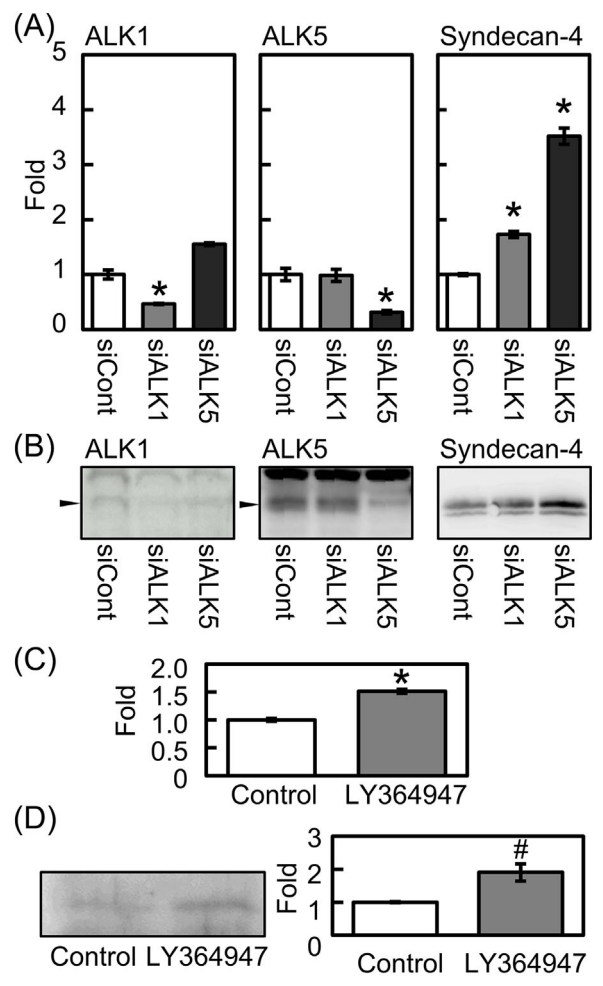 (A)
ALK1 ALK5 Syndecan-4
Fold
5
4
3
2
1
0
* * * *
siCont siALK1 siALK5 siCont siALK1 siALK5 siCont siALK1 siALK5
(B)
ALK1 ALK5 Syndecan-4
siCont siALK1 siALK5 siCont siALK1 siALK5 siCont siALK1 siALK5
(C)
Fold
2.0
1.5
1.0
0.5
0
*
Control LY364947
(D)
Control LY364947
Fold
3
2
1
0
#
Control LY364947